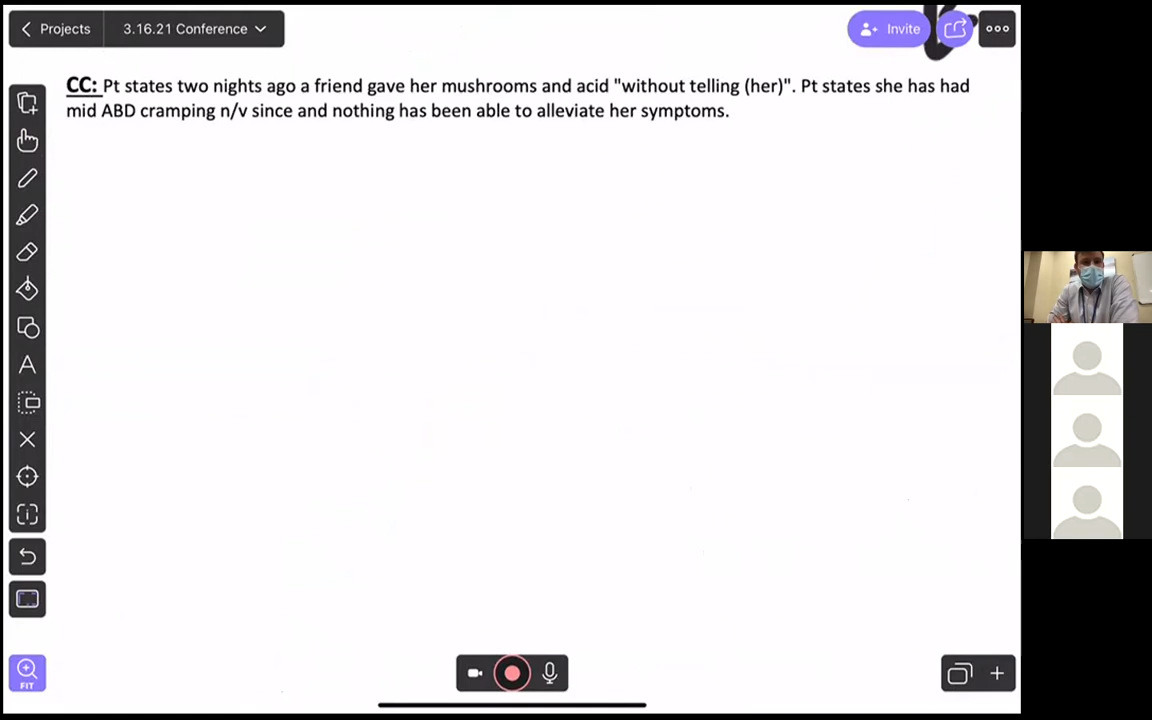 Projects
3.16.21 Conference
Invite
CC: Pt states two nights ago a friend gave her mushrooms and acid "without telling (her)". Pt states she has had
mid ABD cramping n/v since and nothing has been able to alleviate her symptoms.
A
FIT